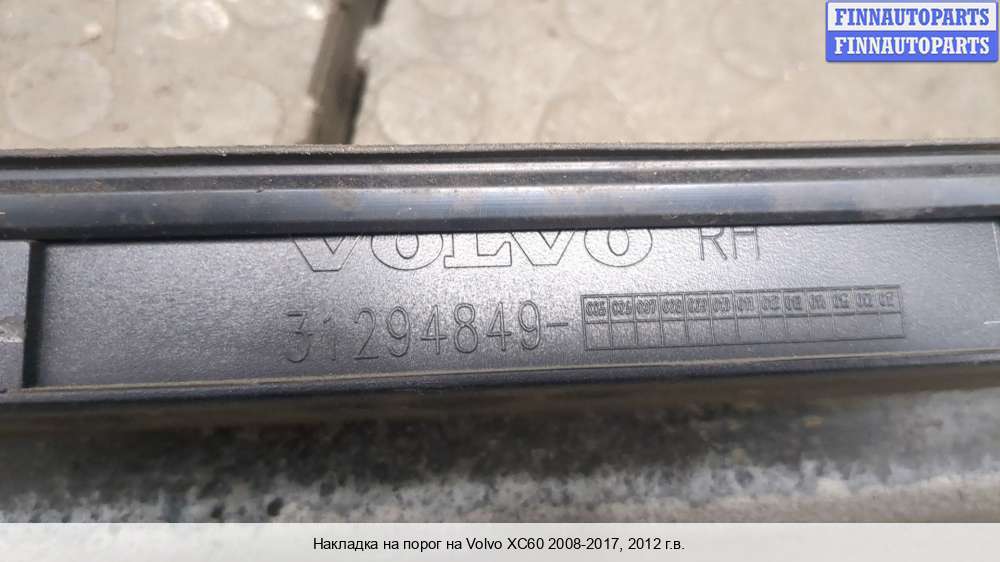 FINNAUTOPARTS
FINNAUTOPARTS
VOLVO RH
31294849-
Накладка на порог на Volvo XC60 2008-2017, 2012 г.в.